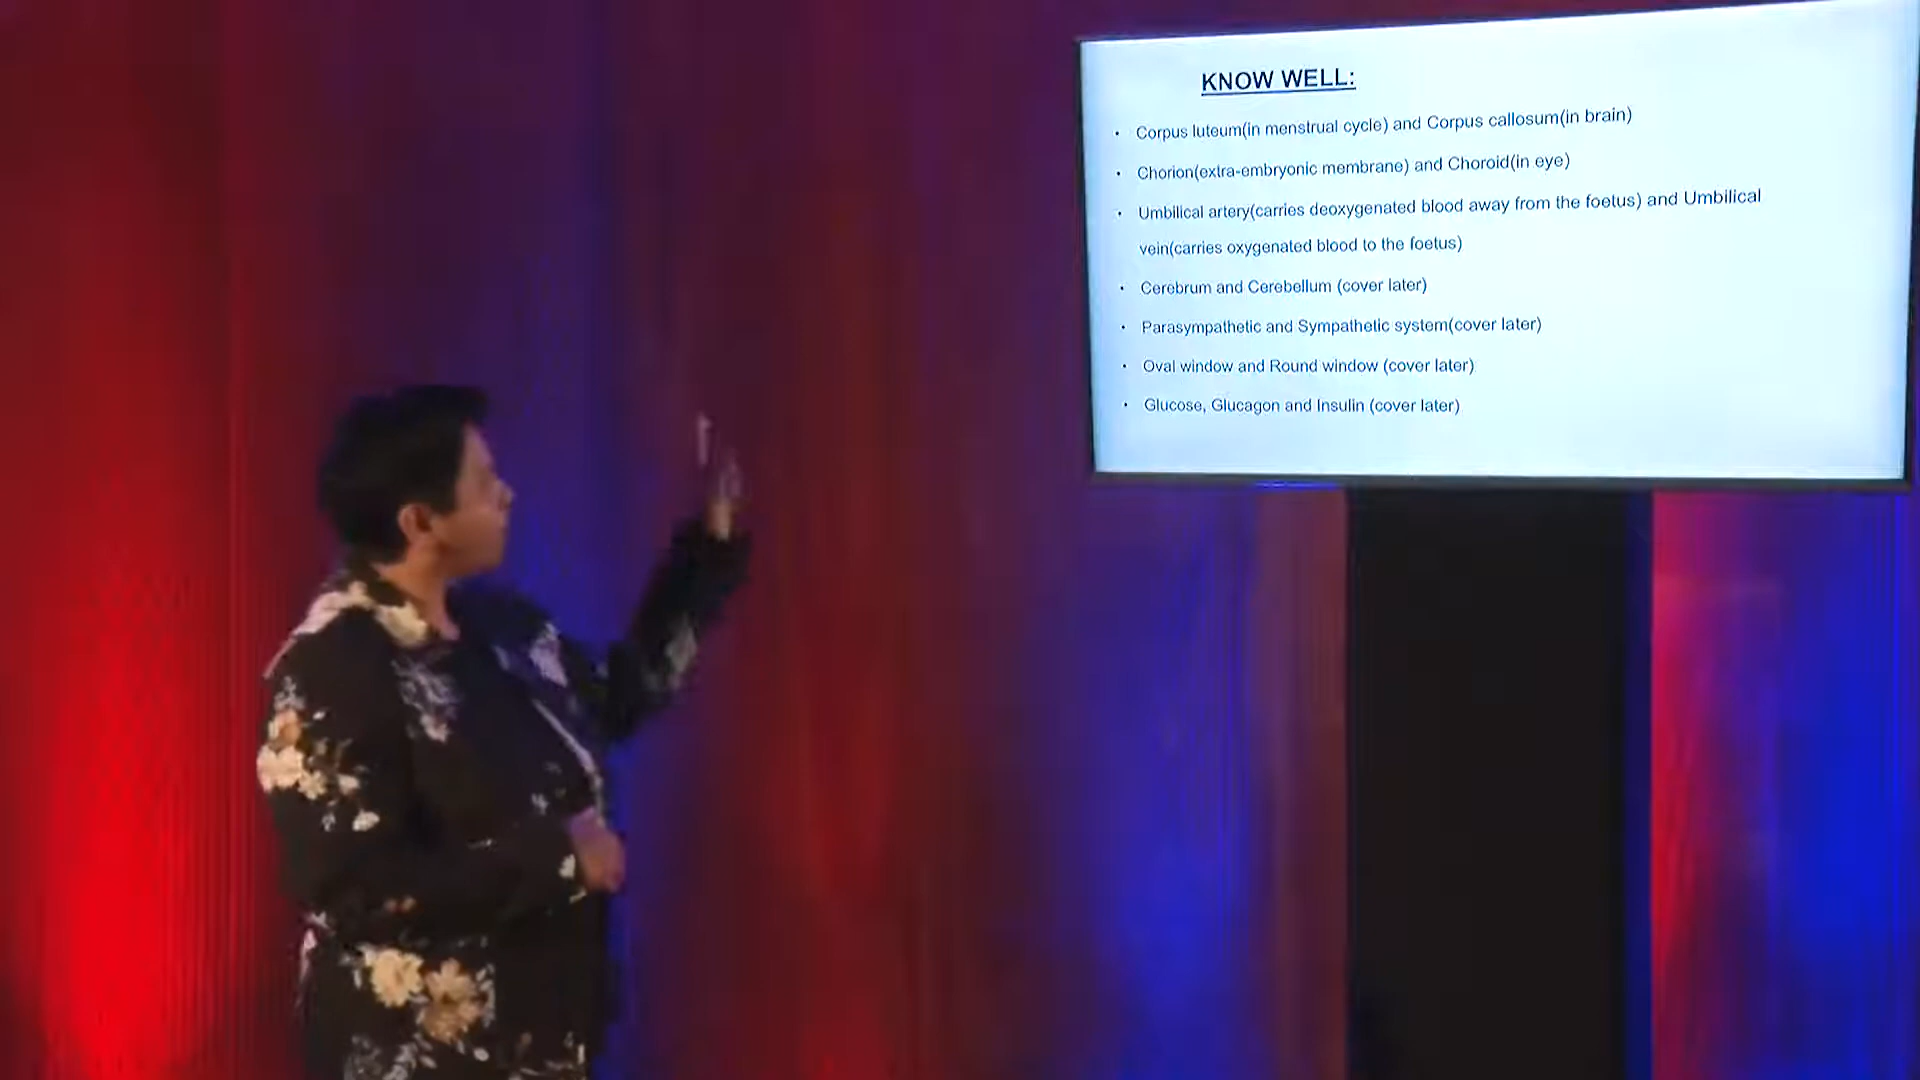 KNOW WELL:
• Corpus luteum(in menstrual cycle) and Corpus callosum(in brain)
• Chorion(extra-embryonic membrane) and Choroid(in eye)
• Umbilical artery(carries deoxygenated blood away from the foetus) and Umbilical
vein(carries oxygenated blood to the foetus)
• Cerebrum and Cerebellum (cover later)
• Parasympathetic and Sympathetic system(cover later)
• Oval window and Round window (cover later)
• Glucose, Glucagon and Insulin (cover later)